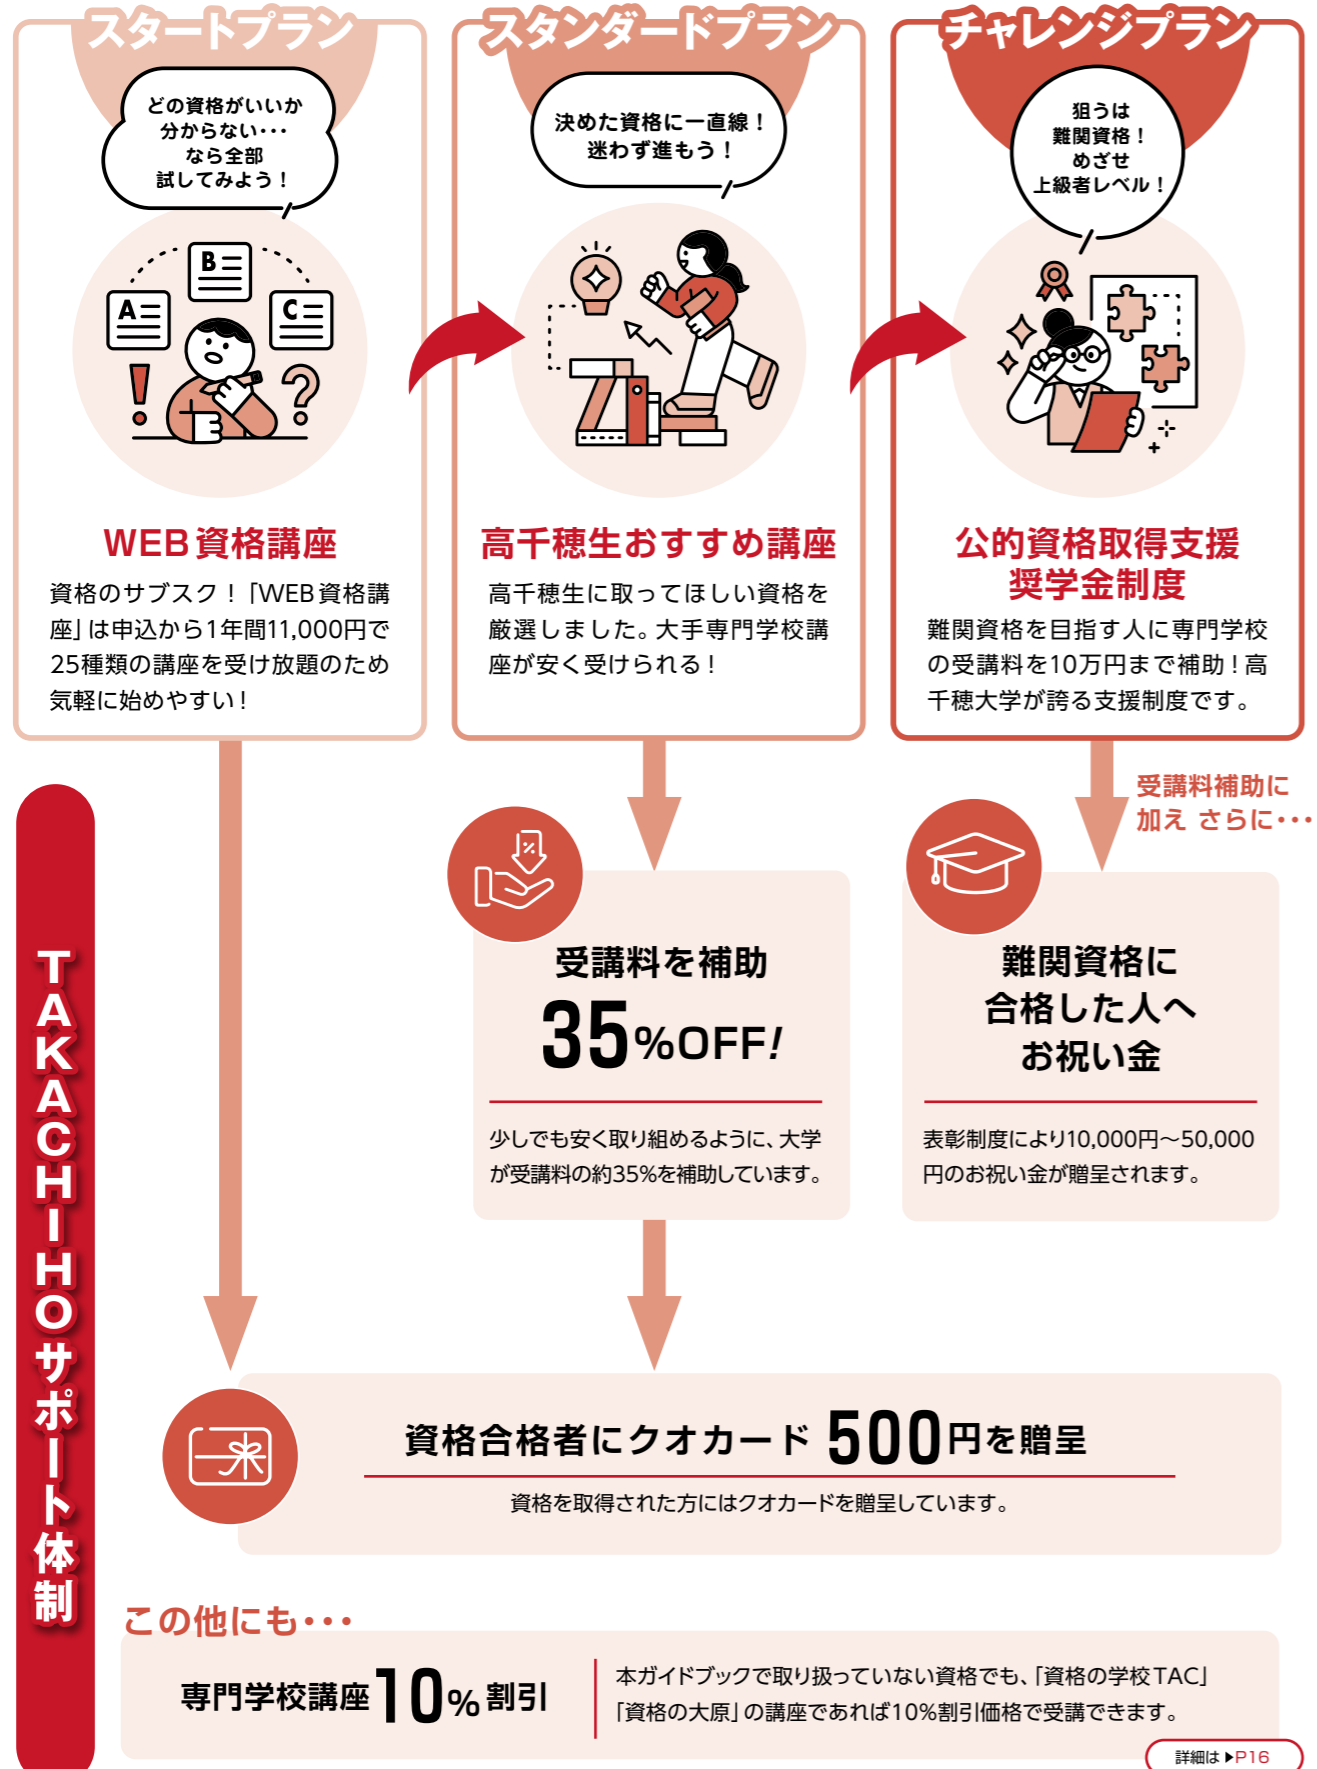 スタートプラン
どの資格がいいか
分からない･･･
なら全部
試してみよう！
A
B
C
WEB資格講座
資格のサブスク！「WEB資格講
座」は申込から1年間11,000円で
25種類の講座を受け放題のため
気軽に始めやすい！
スタンダードプラン
決めた資格に一直線！
迷わず進もう！
高千穂生おすすめ講座
高千穂生に取ってほしい資格を
厳選しました。大手専門学校講
座が安く受けられる！
チャレンジプラン
狙うは
難関資格！
めざせ
上級者レベル！
公的資格取得支援
奨学金制度
難関資格を目指す人に専門学校
の受講料を10万円まで補助！高
千穂大学が誇る支援制度です。
TAKACHIHOサポート体制
%
受講料を補助
35%OFF!
少しでも安く取り組めるように、大学
が受講料の約35%を補助しています。
受講料補助に
加え さらに･･･
難関資格に
合格した人へ
お祝い金
表彰制度により10,000円～50,000
円のお祝い金が贈呈されます。
資格合格者にクオカード 500円を贈呈
資格を取得された方にはクオカードを贈呈しています。
この他にも･･･
専門学校講座10%割引
本ガイドブックで取り扱っていない資格でも、「資格の学校TAC」
「資格の大原」の講座であれば10%割引価格で受講できます。
詳細は▶P16